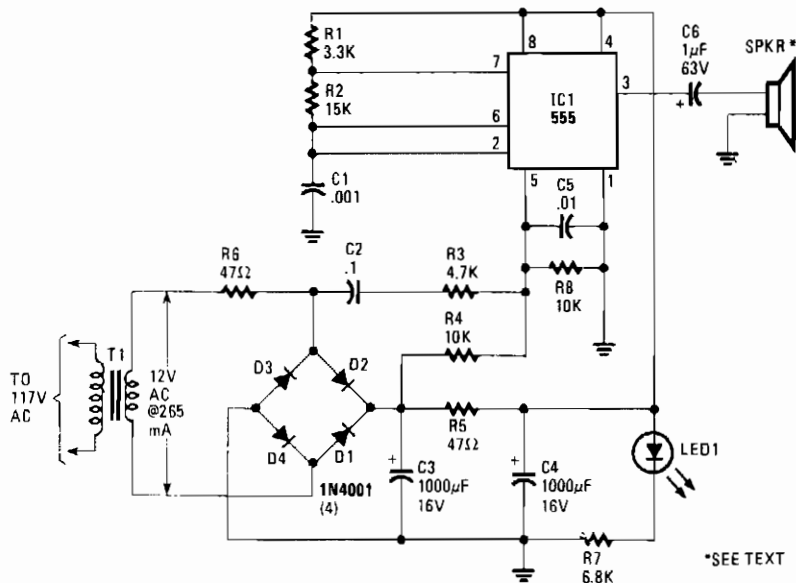 R1
3.3K
R2
15K
C1
.001
8
4
7
6
2
3
5
1
IC1
555
C6
1µF
63V
+
SPKR *
C5
.01
R8
10K
R6
47Ω
C2
.1
R3
4.7K
R4
10K
T1
TO
117V
AC
12V
AC
@265
mA
D3
D2
D4
D1
1N4001
(4)
R5
47Ω
+
C3
1000µF
16V
+
C4
1000µF
16V
LED1
R7
6.8K
*SEE TEXT